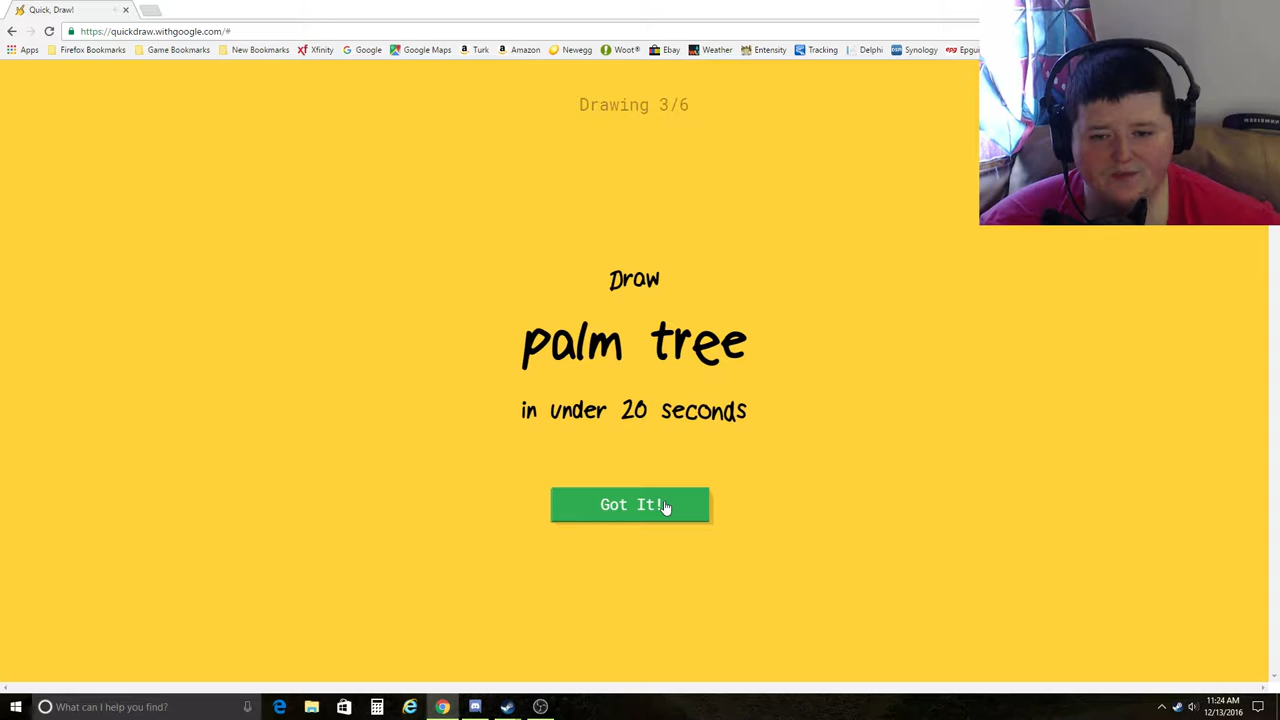 Quick, Draw!
https://quickdraw.withgoogle.com/#
Apps Firefox Bookmarks Game Bookmarks New Bookmarks Xfinity Google Google Maps Turk Amazon Newegg Woot® Ebay Weather Entensity Tracking Delphi Synology Epgui
Drawing 3/6
Draw
palm tree
in under 20 seconds
Got It!
What can I help you find?
11:24 AM
12/13/2016